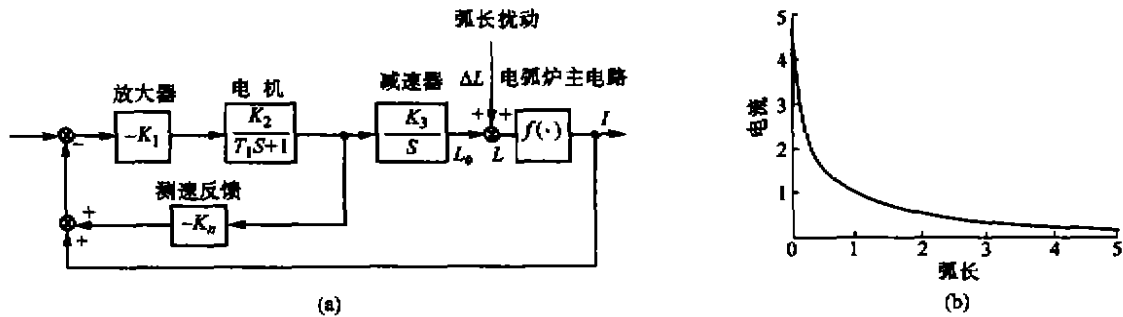 弧长扰动
放大器
电 机
减速器
ΔL
电弧炉主电路
-K₁
K₂
T₁S+1
K₃
S
+
+
f(·)
I
-
L₀
L
测速反馈
-Kₙ
+
+
(a)
电流
5
4
3
2
1
0 1 2 3 4 5
弧长
(b)